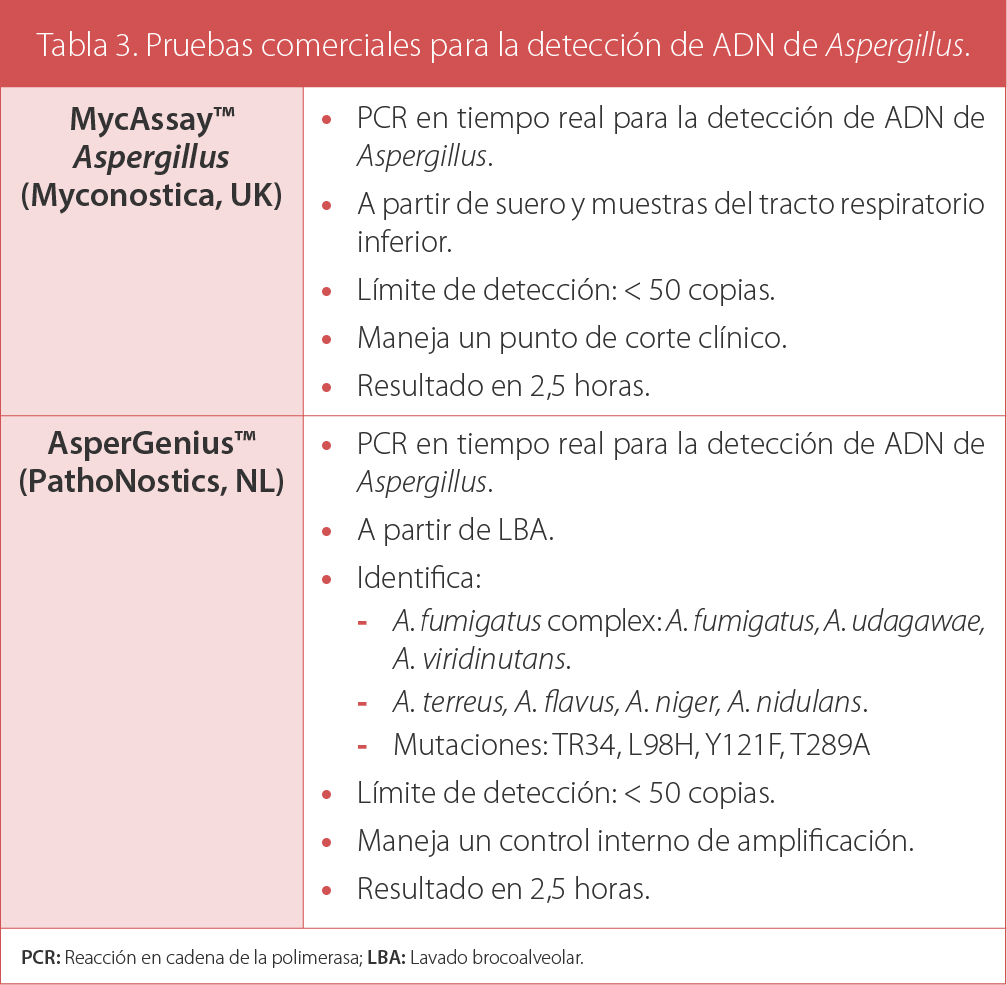 Tabla 3. Pruebas comerciales para la detección de ADN de Aspergillus.
MycAssay™
Aspergillus
(Myconostica, UK)
• PCR en tiempo real para la detección de ADN de
Aspergillus.
• A partir de suero y muestras del tracto respiratorio
inferior.
• Límite de detección: < 50 copias.
• Maneja un punto de corte clínico.
• Resultado en 2,5 horas.
AsperGenius™
(PathoNostics, NL)
• PCR en tiempo real para la detección de ADN de
Aspergillus.
• A partir de LBA.
• Identifica:
- A. fumigatus complex: A. fumigatus, A. udagawae,
A. viridinutans.
- A. terreus, A. flavus, A. niger, A. nidulans.
- Mutaciones: TR34, L98H, Y121F, T289A
• Límite de detección: < 50 copias.
• Maneja un control interno de amplificación.
• Resultado en 2,5 horas.
PCR: Reacción en cadena de la polimerasa; LBA: Lavado brocoalveolar.